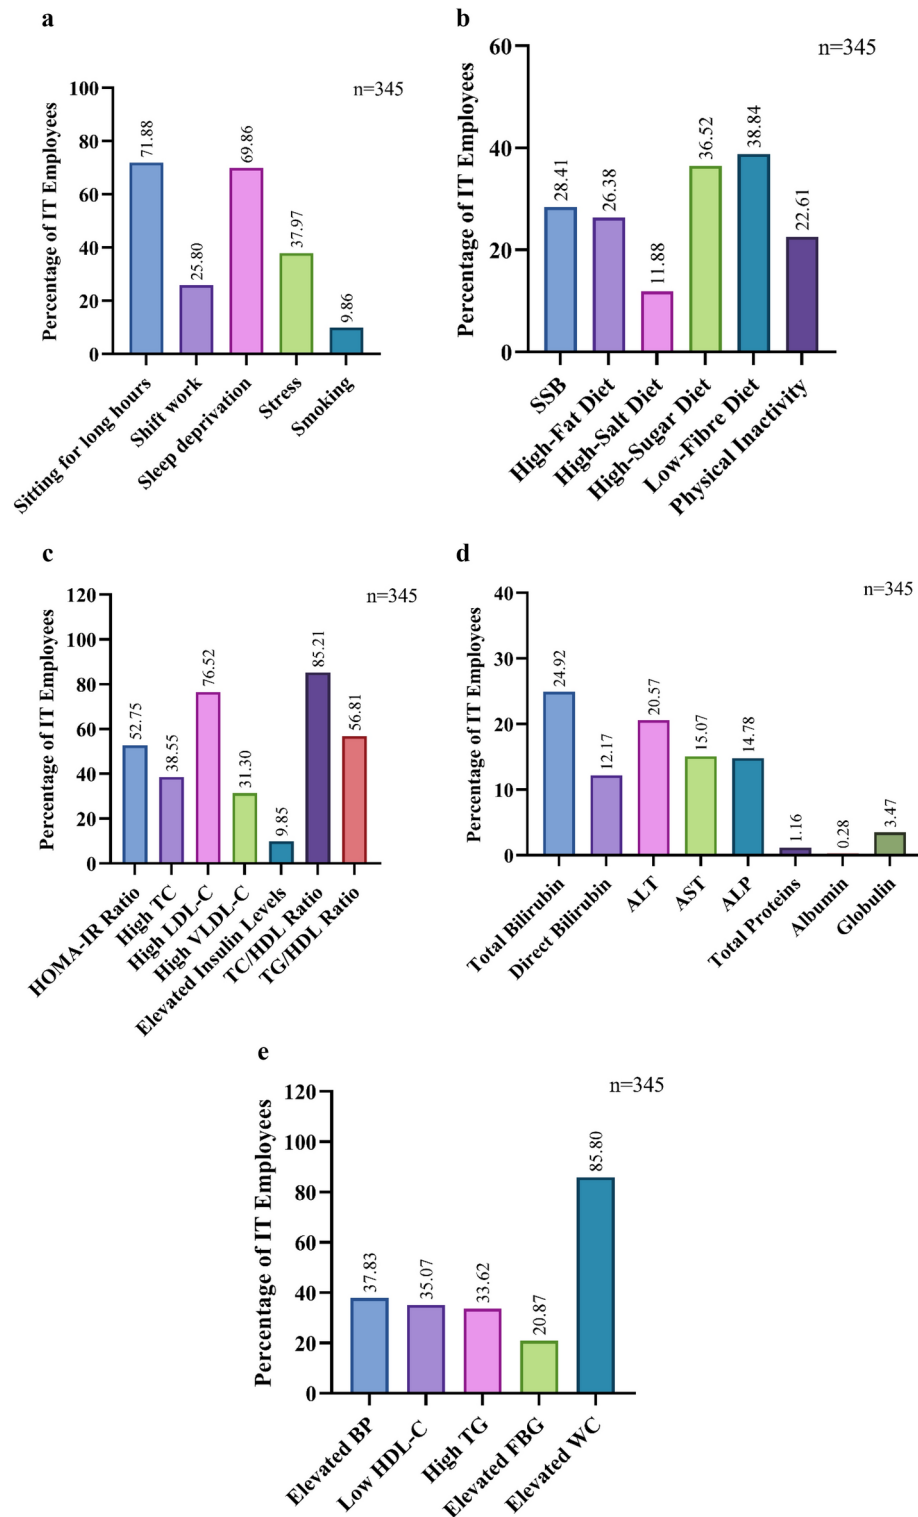 a
n=345
Percentage of IT Employees
100
80
60
40
20
0
71.88
25.80
69.86
37.97
9.86
Sitting for long hours
Shift work
Sleep deprivation
Stress
Smoking
b
n=345
Percentage of IT Employees
60
40
20
0
28.41
26.38
11.88
36.52
38.84
22.61
SSB
High-Fat Diet
High-Salt Diet
High-Sugar Diet
Low-Fibre Diet
Physical Inactivity
c
n=345
Percentage of IT Employees
120
100
80
60
40
20
0
52.75
38.55
76.52
31.30
9.85
85.21
56.81
HOMA-IR Ratio
High TC
High LDL-C
High VLDL-C
Elevated Insulin Levels
TC/HDL Ratio
TG/HDL Ratio
d
n=345
Percentage of IT Employees
40
30
20
10
0
24.92
12.17
20.57
15.07
14.78
1.16
0.28
3.47
Total Bilirubin
Direct Bilirubin
ALT
AST
ALP
Total Proteins
Albumin
Globulin
e
n=345
Percentage of IT Employees
120
100
80
60
40
20
0
37.83
35.07
33.62
20.87
85.80
Elevated BP
Low HDL-C
High TG
Elevated FBG
Elevated WC